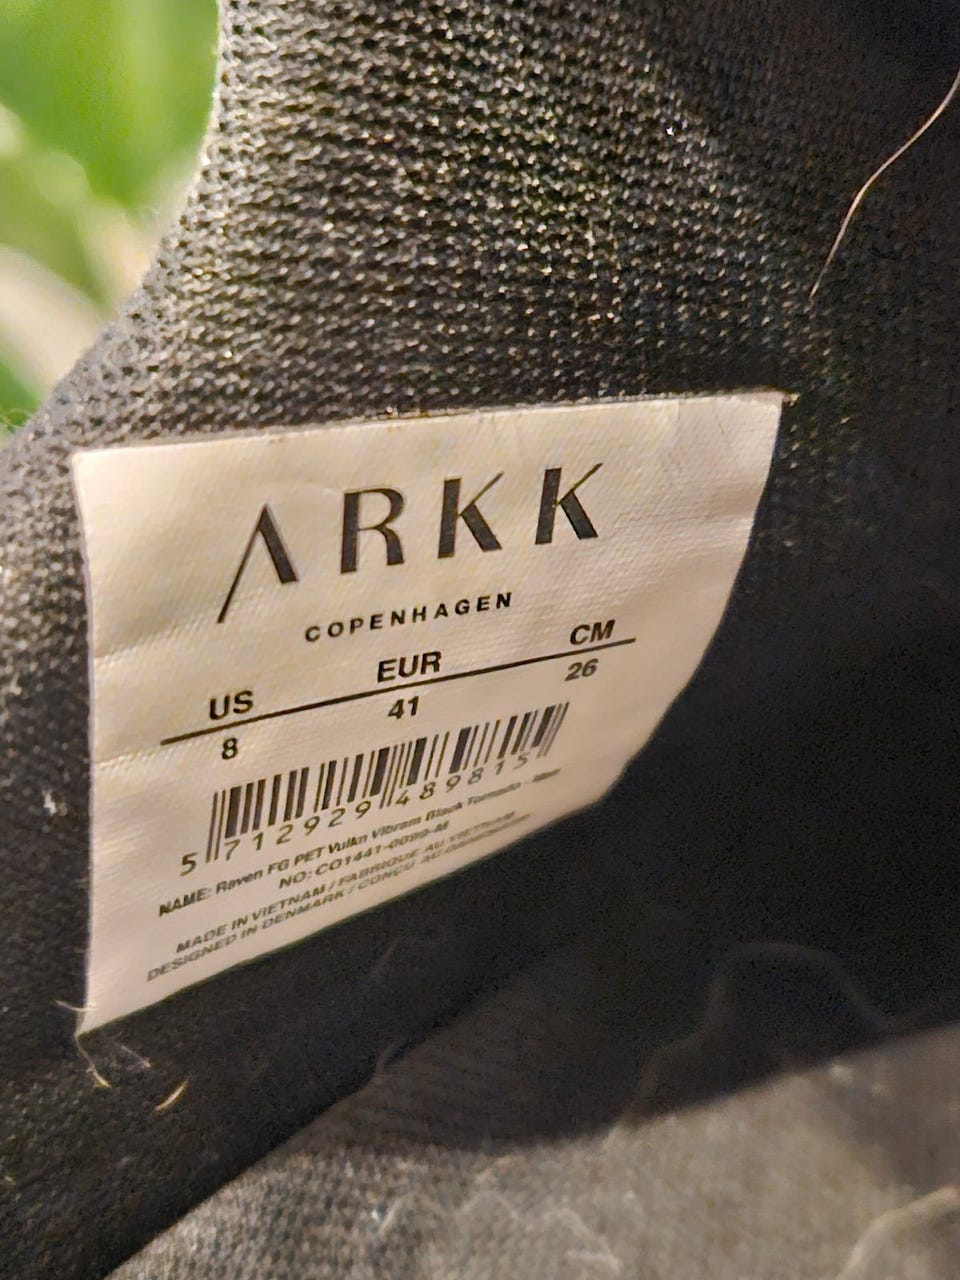 ARKK
COPENHAGEN
US EUR CM
8 41 26
5 712929 489815
NAME: Raven FG PET Vulkn Vibram Black Tornado -
NO: CO1441-0099-M
MADE IN VIETNAM / FABRIQUE AU VIETNAM
DESIGNED IN DENMARK / CONÇU AU DANEMARK